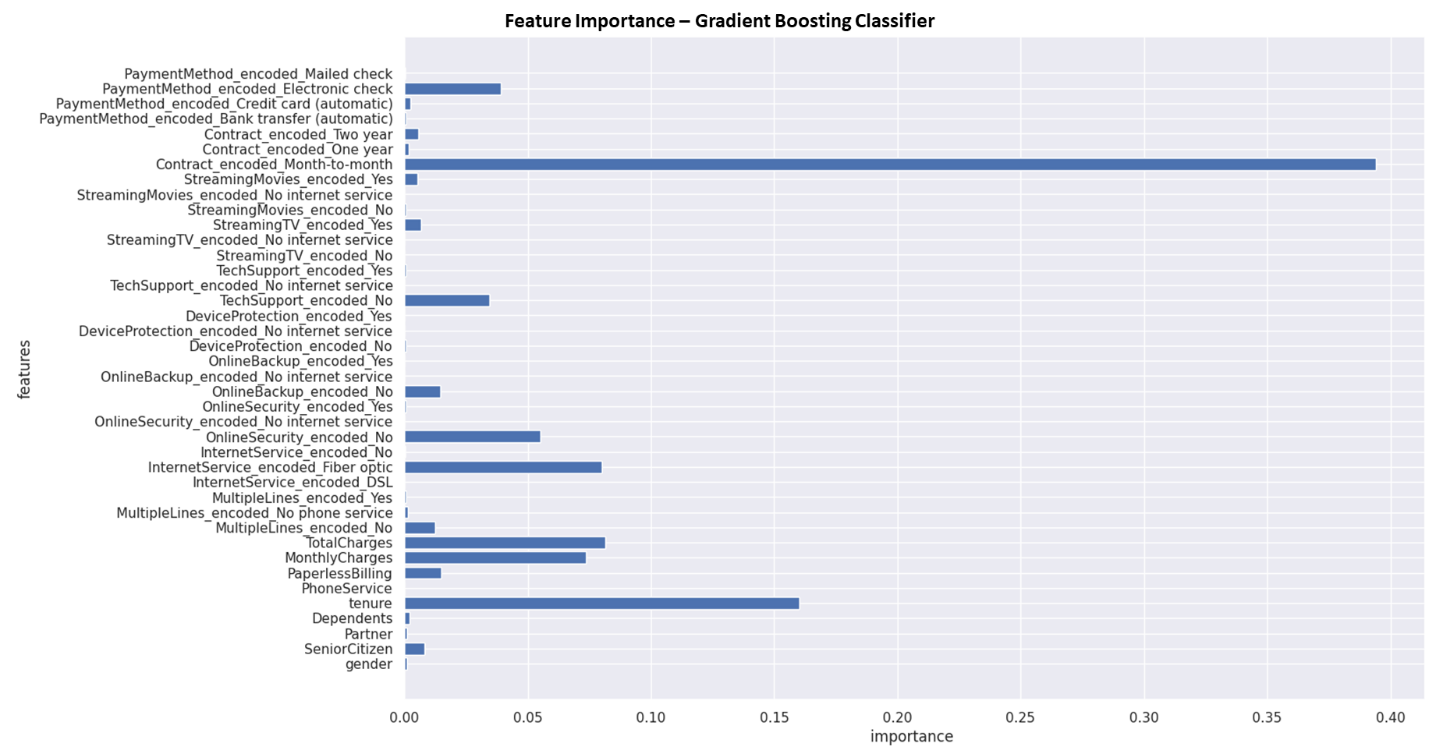 Feature Importance – Gradient Boosting Classifier
PaymentMethod_encoded_Mailed check
PaymentMethod_encoded_Electronic check
PaymentMethod_encoded_Credit card (automatic)
PaymentMethod_encoded_Bank transfer (automatic)
Contract_encoded_Two year
Contract_encoded_One year
Contract_encoded_Month-to-month
StreamingMovies_encoded_Yes
StreamingMovies_encoded_No internet service
StreamingMovies_encoded_No
StreamingTV_encoded_Yes
StreamingTV_encoded_No internet service
StreamingTV_encoded_No
TechSupport_encoded_Yes
TechSupport_encoded_No internet service
TechSupport_encoded_No
DeviceProtection_encoded_Yes
DeviceProtection_encoded_No internet service
DeviceProtection_encoded_No
OnlineBackup_encoded_Yes
OnlineBackup_encoded_No internet service
OnlineBackup_encoded_No
OnlineSecurity_encoded_Yes
OnlineSecurity_encoded_No internet service
OnlineSecurity_encoded_No
InternetService_encoded_No
InternetService_encoded_Fiber optic
InternetService_encoded_DSL
MultipleLines_encoded_Yes
MultipleLines_encoded_No phone service
MultipleLines_encoded_No
TotalCharges
MonthlyCharges
PaperlessBilling
PhoneService
tenure
Dependents
Partner
SeniorCitizen
gender
features
0.00 0.05 0.10 0.15 0.20 0.25 0.30 0.35 0.40
importance